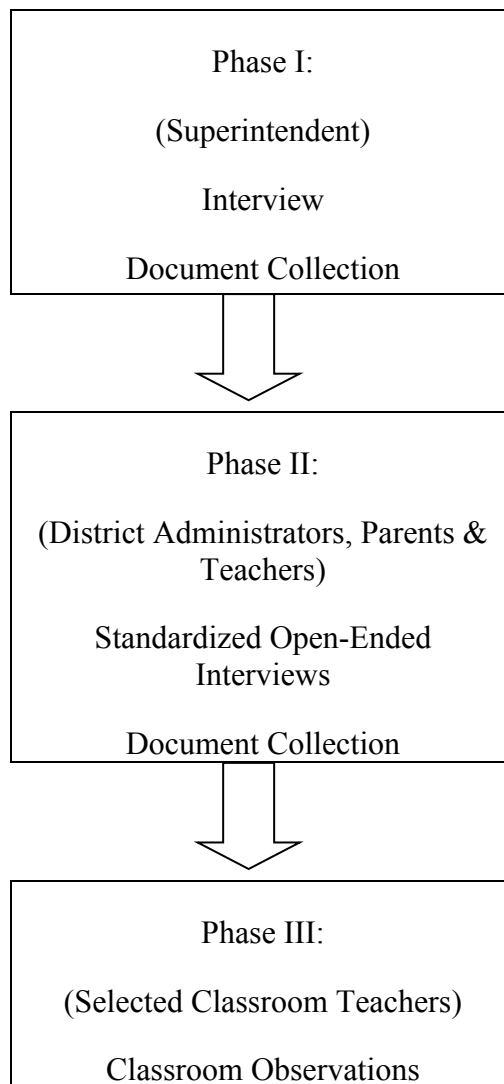 Phase I:
(Superintendent)
Interview
Document Collection
Phase II:
(District Administrators, Parents &
Teachers)
Standardized Open-Ended
Interviews
Document Collection
Phase III:
(Selected Classroom Teachers)
Classroom Observations